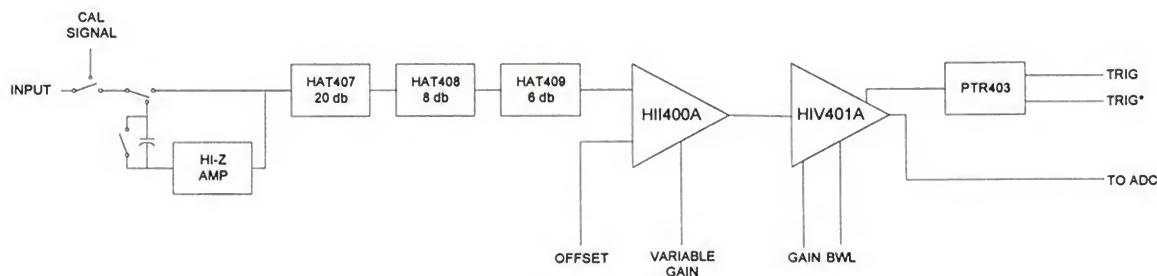 CAL
SIGNAL
INPUT
HI-Z
AMP
HAT407
20 db
HAT408
8 db
HAT409
6 db
HII400A
HIV401A
PTR403
TRIG
TRIG*
TO ADC
OFFSET
VARIABLE
GAIN
GAIN BWL